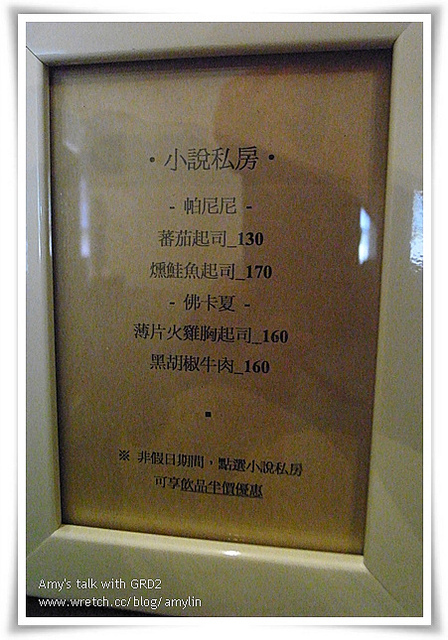 ·小說私房·
- 帕尼尼 -
蕃茄起司_130
燻鮭魚起司_170
- 佛卡夏 -
薄片火雞胸起司_160
黑胡椒牛肉_160
▪
※ 非假日期間，點選小說私房
可享飲品半價優惠
Amy's talk with GRD2
www.wretch.cc/blog/amylin